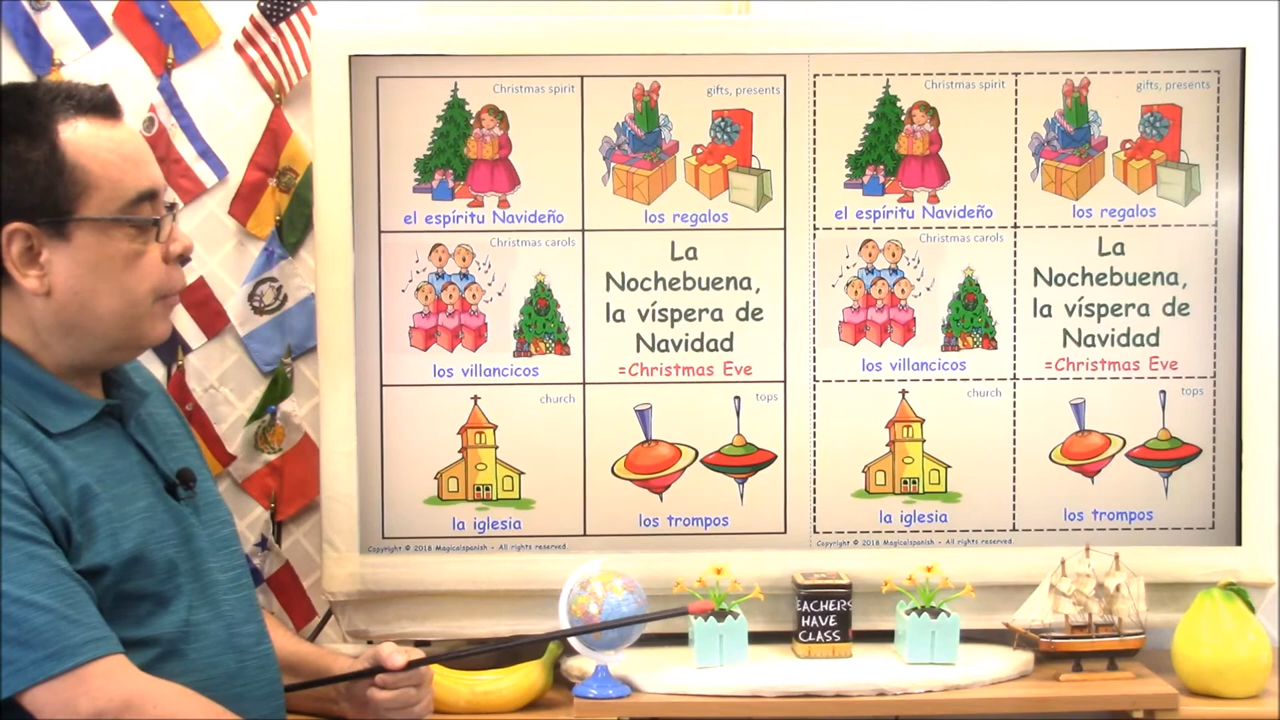 Christmas spirit
el espíritu Navideño
gifts, presents
los regalos
Christmas carols
los villancicos
La
Nochebuena,
la víspera de
Navidad
=Christmas Eve
church
la iglesia
tops
los trompos
Copyright © 2018 Magicalspanish - All rights reserved.
Christmas spirit
el espíritu Navideño
gifts, presents
los regalos
Christmas carols
los villancicos
La
Nochebuena,
la víspera de
Navidad
=Christmas Eve
church
la iglesia
tops
los trompos
Copyright © 2018 Magicalspanish - All rights reserved.
EACHERS
HAVE
CLASS